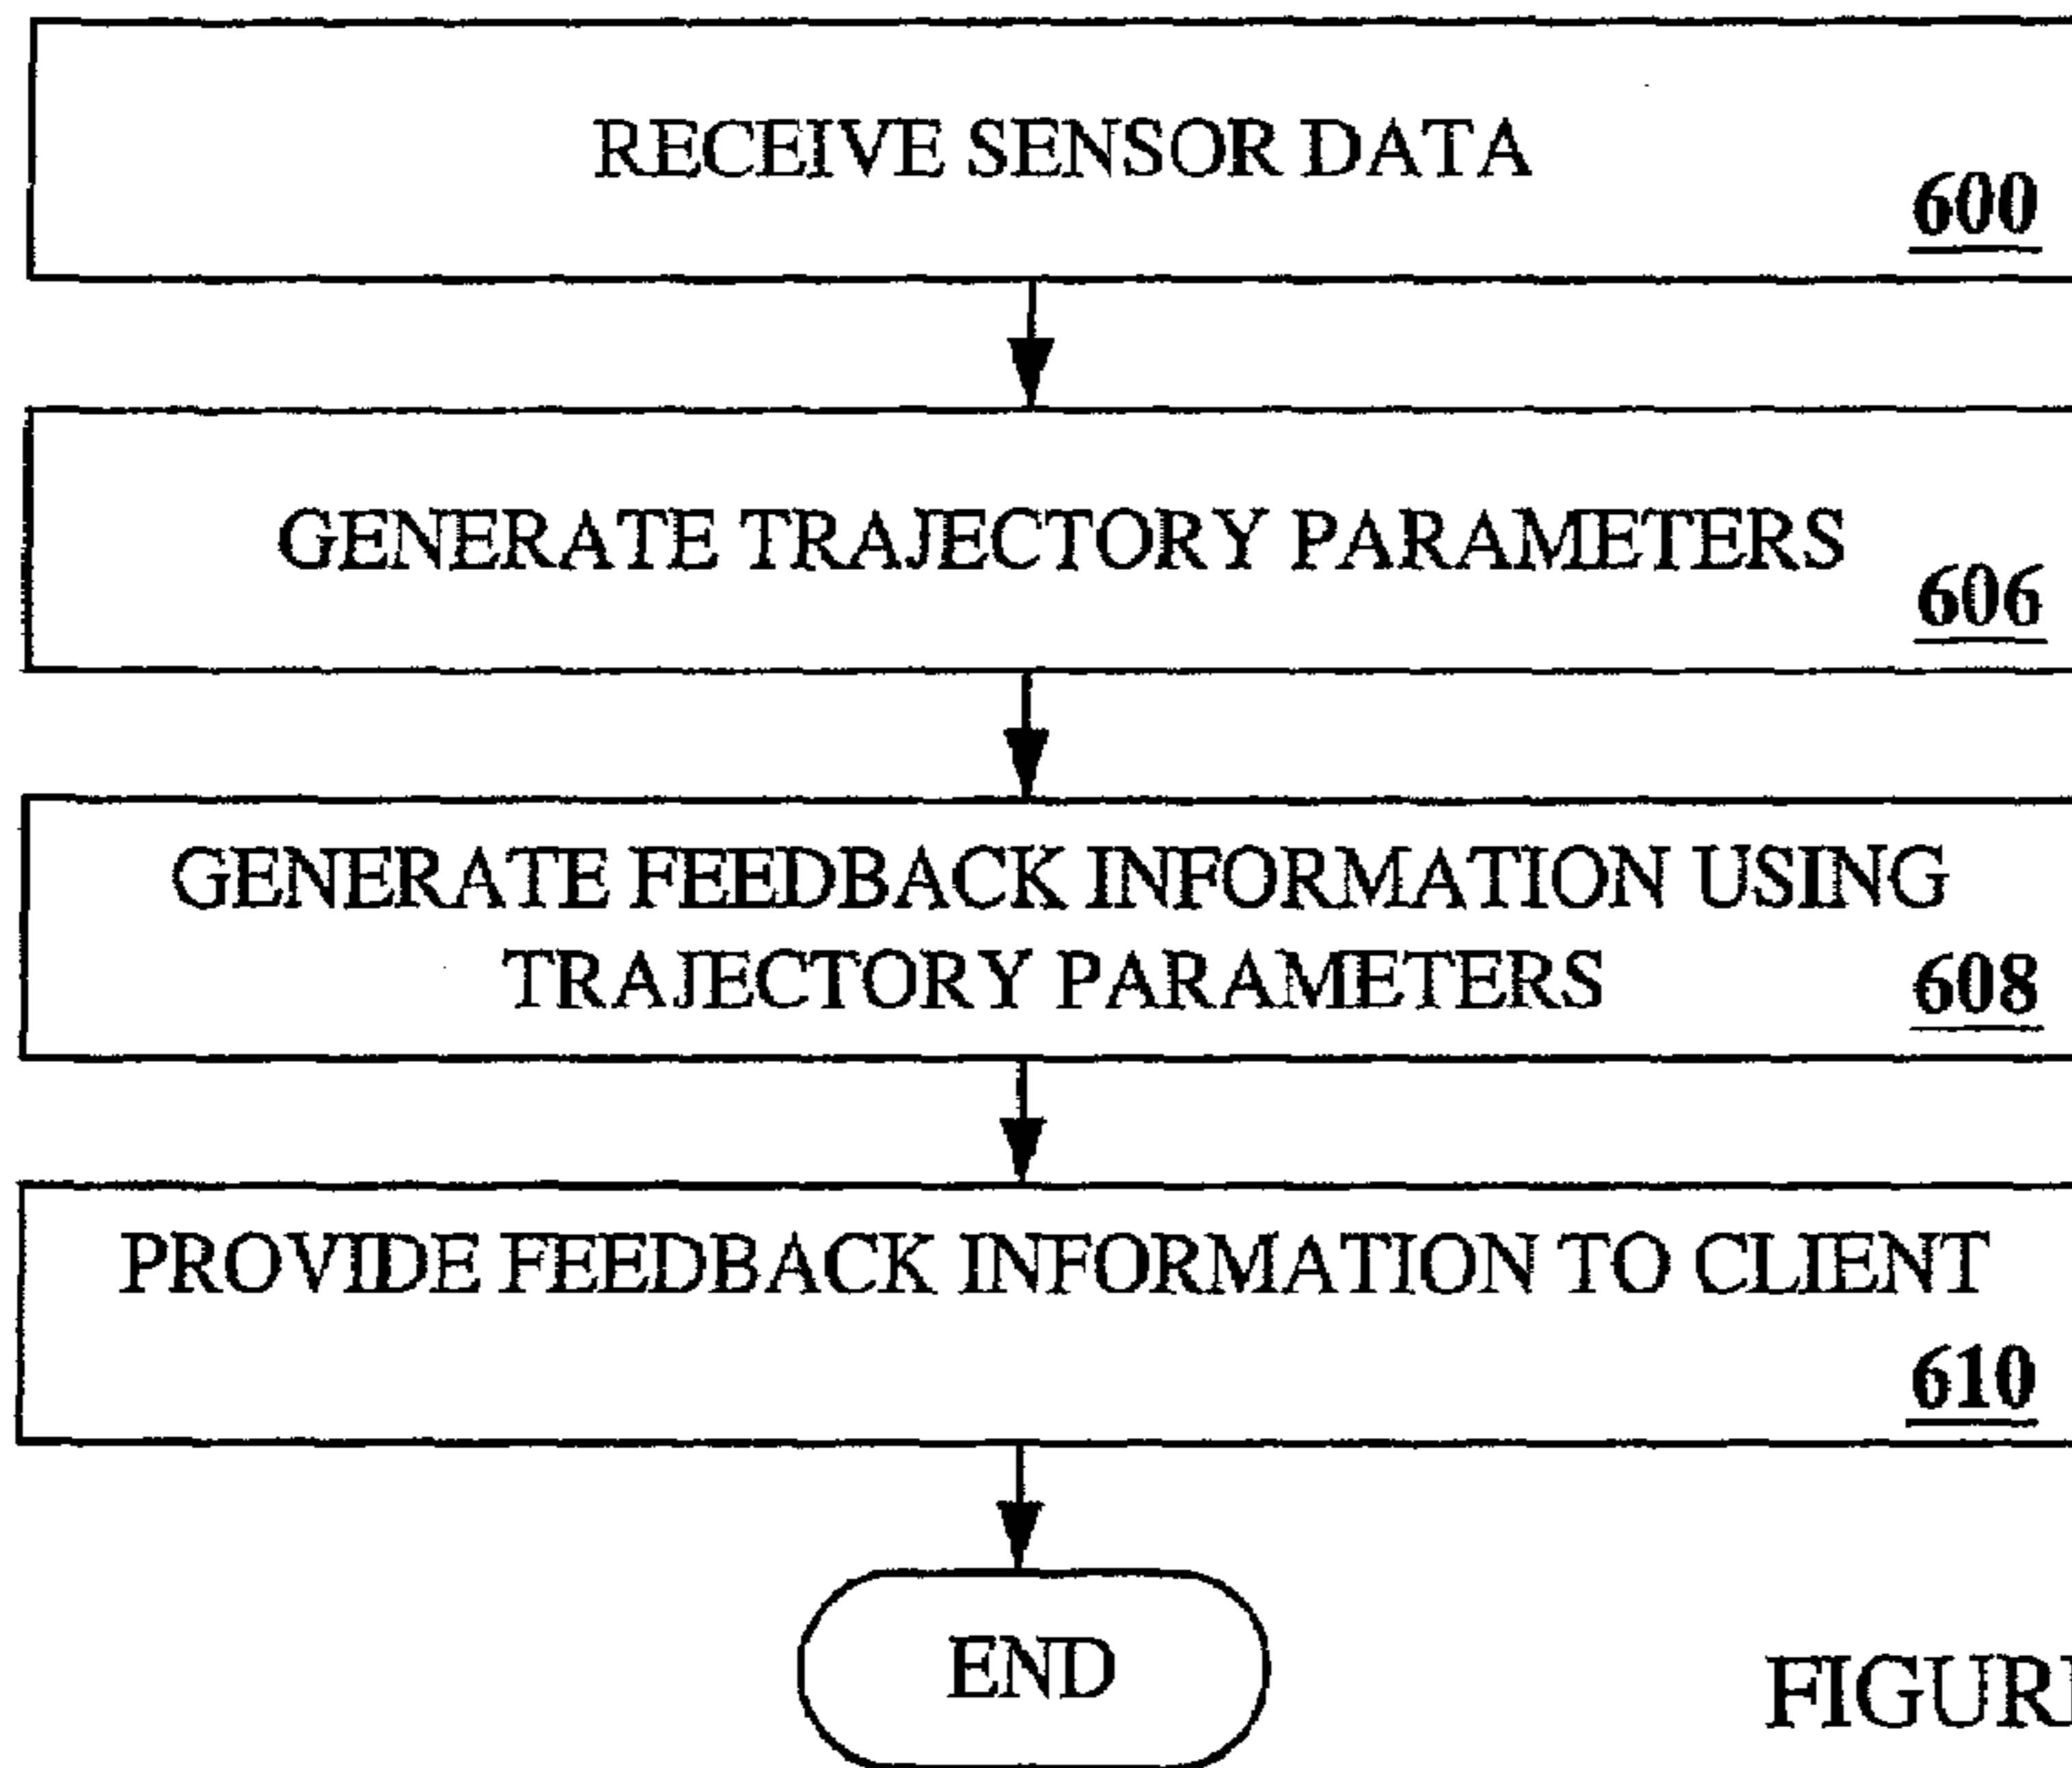 RECEIVE SENSOR DATA
600
GENERATE TRAJECTORY PARAMETERS
606
GENERATE FEEDBACK INFORMATION USING
TRAJECTORY PARAMETERS
608
PROVIDE FEEDBACK INFORMATION TO CLIENT
610
END